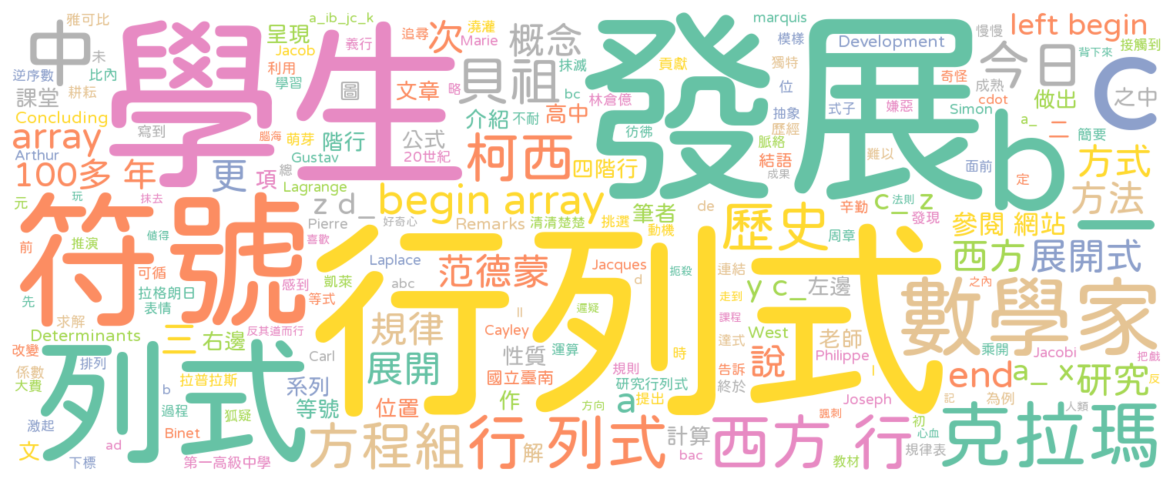 雅可比 a_ib_jc_k 追尋 澆灌 marquis 慢慢 left begin
未 呈現 Jacob 義行 Marie 次 概念 模樣 Development 背下來 接觸到
中 學生 發展 今日 C
逆序數 比內 利用 學習 圖 文章 略 抹滅 貢獻 獨特 奇怪 成熟 做出 之中
課堂 耕耘 貝祖 bc 林倉億 位 式子 嫌惡 Simon cdot
Concluding 寫到 腦海 萌芽 公式 介紹 不耐 高中 彷彿 抽象 歷經 a_ 二 簡要
array 階行 20世紀 柯西 四階行 脈絡 結語 難以 面前 b 方式
Arthur Gustav 總 Lagrange 成果 定
100多 年 更 項 z d_ begin array 筆者 de 辛勤 c_ z 法則 方法 一
元 玩 抹去 Pierre 好奇心 Remarks 清清楚楚 挑選 動機 歷史 發現 參閱 網站
前 推演 值得 喜歡 周章
符號 行列式 西方 展開式
先 可循 感到 Laplace 范德蒙 Jacques 扼殺 連結 y c_ 左邊 之內
拉格朗日 表情 凱萊 等式 abc d 走到 數學家
求解 反其道而行 ll 遲疑 課程
Determinants 三 右邊 規律 Cayley 運算 時 達式 West 老師 乘開 Jacobi
改變 排列 Carl 性質 規則 告訴 說 Philippe l 把戲
係數 大費 拉普拉斯 系列 展開 國立臺南 研究行列式 終於 end a_ x 研究 反
列式 b 過程 狐疑 等號 位置 作 方向 提出 a 諷刺 Joseph 記 為例 人類
激起 ad Binet 初 心血
文 下標 第一高級中學 方程組 解 行 列式 計算 bac 西方 行 教材 規律表 克拉瑪